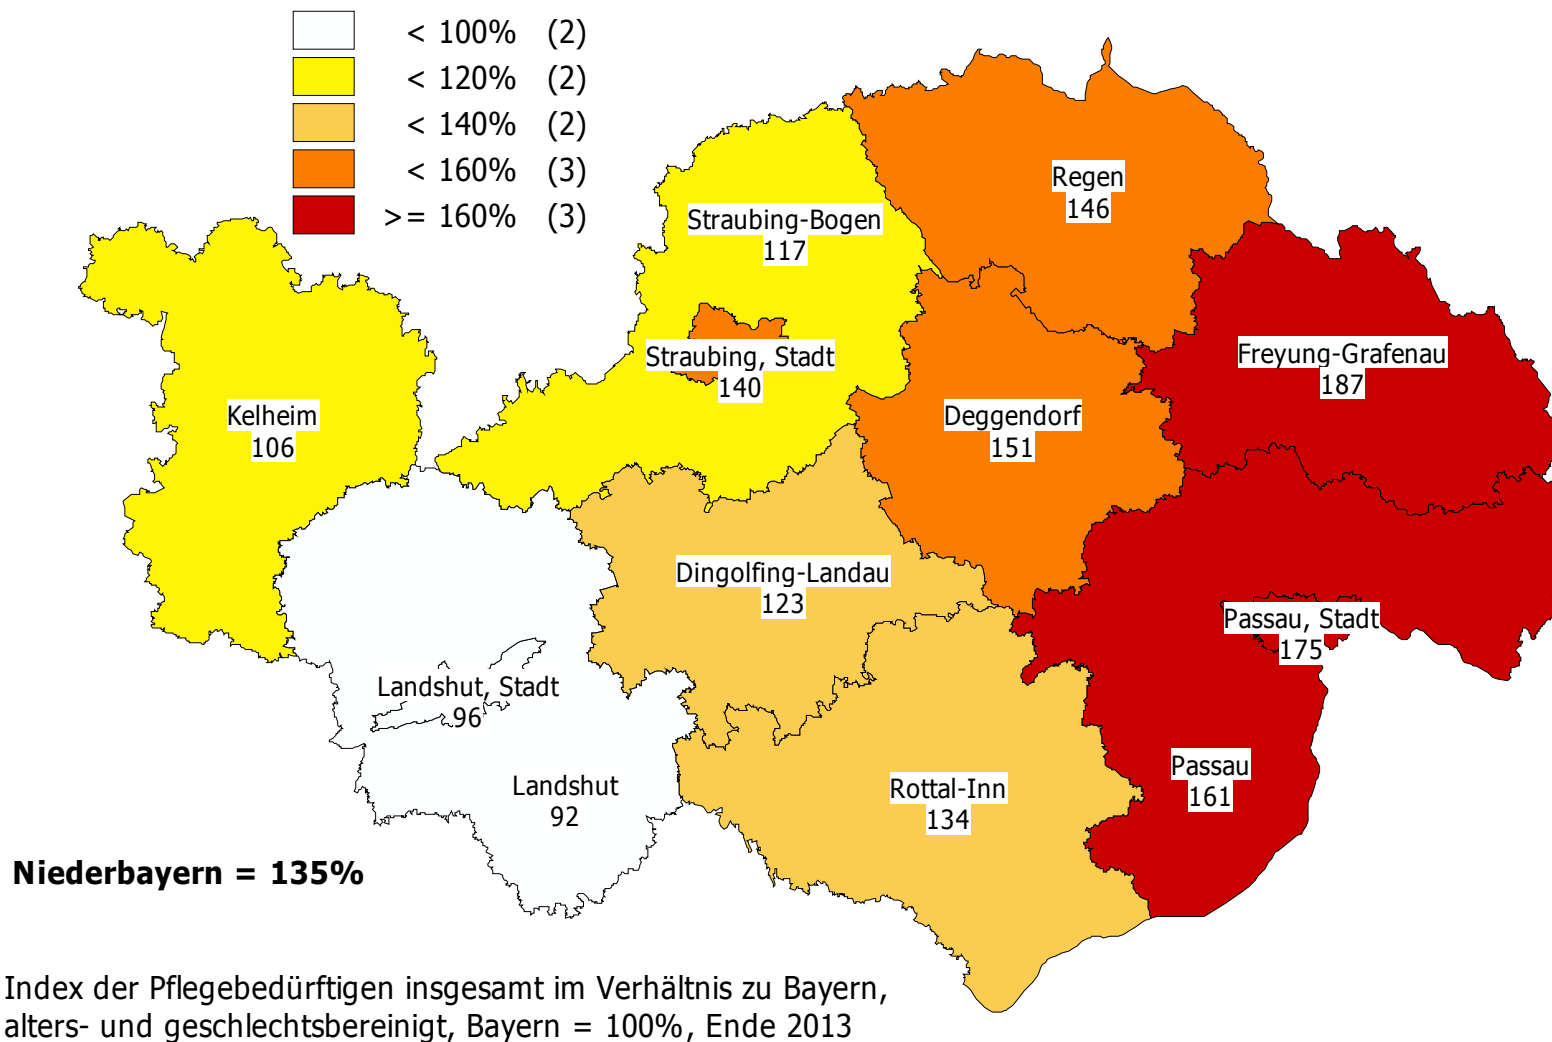 < 100% (2)
< 120% (2)
< 140% (2)
< 160% (3)
>= 160% (3)
Regen
146
Straubing-Bogen
117
Straubing, Stadt
140
Freyung-Grafenau
187
Kelheim
106
Deggendorf
151
Dingolfing-Landau
123
Passau, Stadt
175
Landshut, Stadt
96
Landshut
92
Rottal-Inn
134
Passau
161
Niederbayern = 135%
Index der Pflegebedürftigen insgesamt im Verhältnis zu Bayern,
alters- und geschlechtsbereinigt, Bayern = 100%, Ende 2013